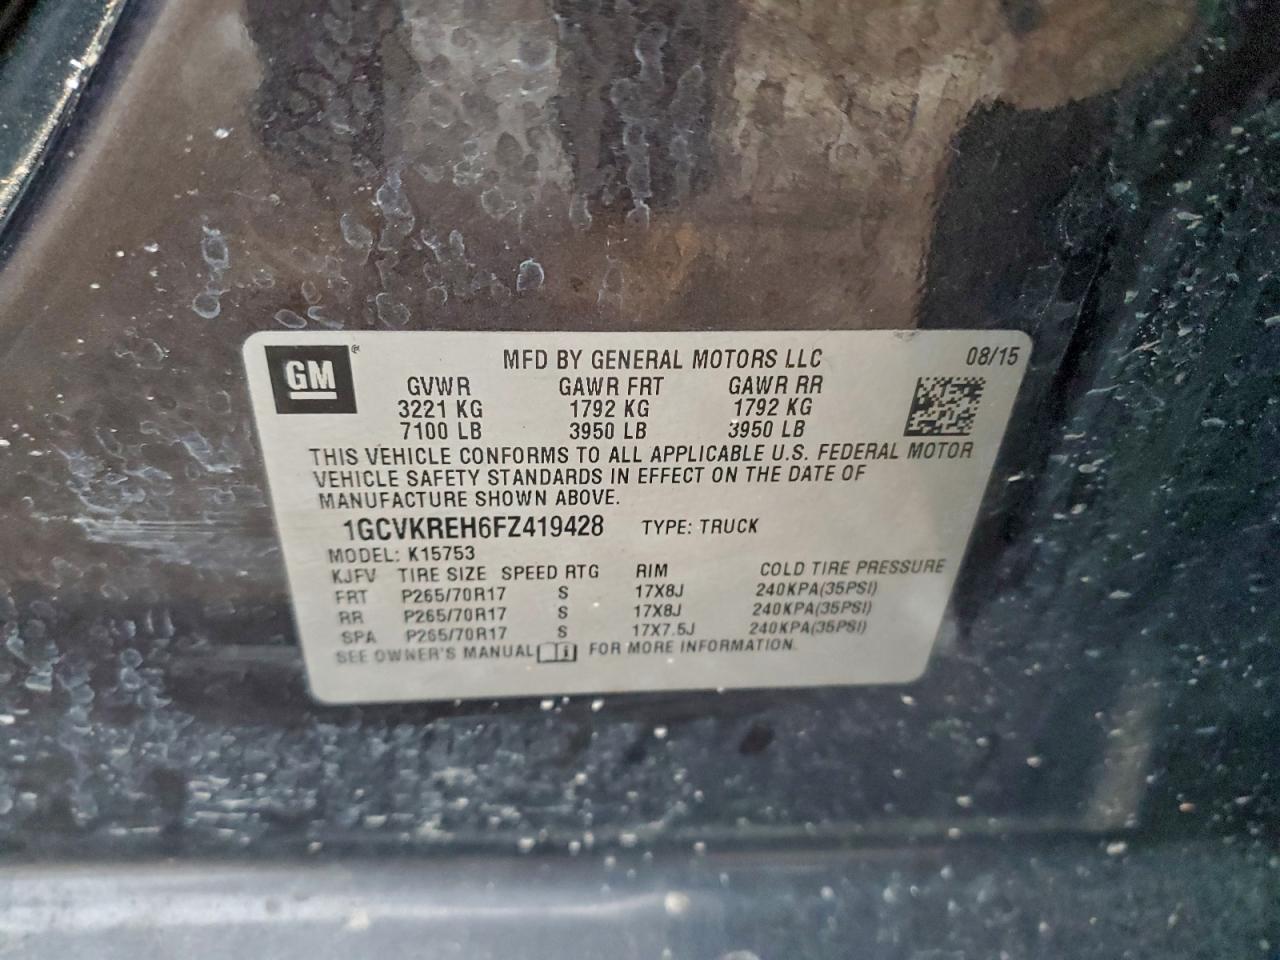 GM® MFD BY GENERAL MOTORS LLC 08/15
GVWR GAWR FRT GAWR RR
3221 KG 1792 KG 1792 KG
7100 LB 3950 LB 3950 LB
THIS VEHICLE CONFORMS TO ALL APPLICABLE U.S. FEDERAL MOTOR
VEHICLE SAFETY STANDARDS IN EFFECT ON THE DATE OF
MANUFACTURE SHOWN ABOVE.
1GCVKREH6FZ419428 TYPE: TRUCK
MODEL: K15753
KJFV TIRE SIZE SPEED RTG RIM COLD TIRE PRESSURE
FRT P265/70R17 S 17X8J 240KPA(35PSI)
RR P265/70R17 S 17X8J 240KPA(35PSI)
SPA P265/70R17 S 17X7.5J 240KPA(35PSI)
SEE OWNER'S MANUAL FOR MORE INFORMATION.